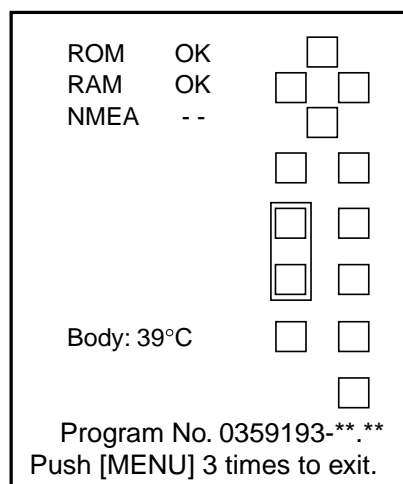 ROM OK
RAM OK
NMEA - -
Body: 39°C
Program No. 0359193-**.**
Push [MENU] 3 times to exit.